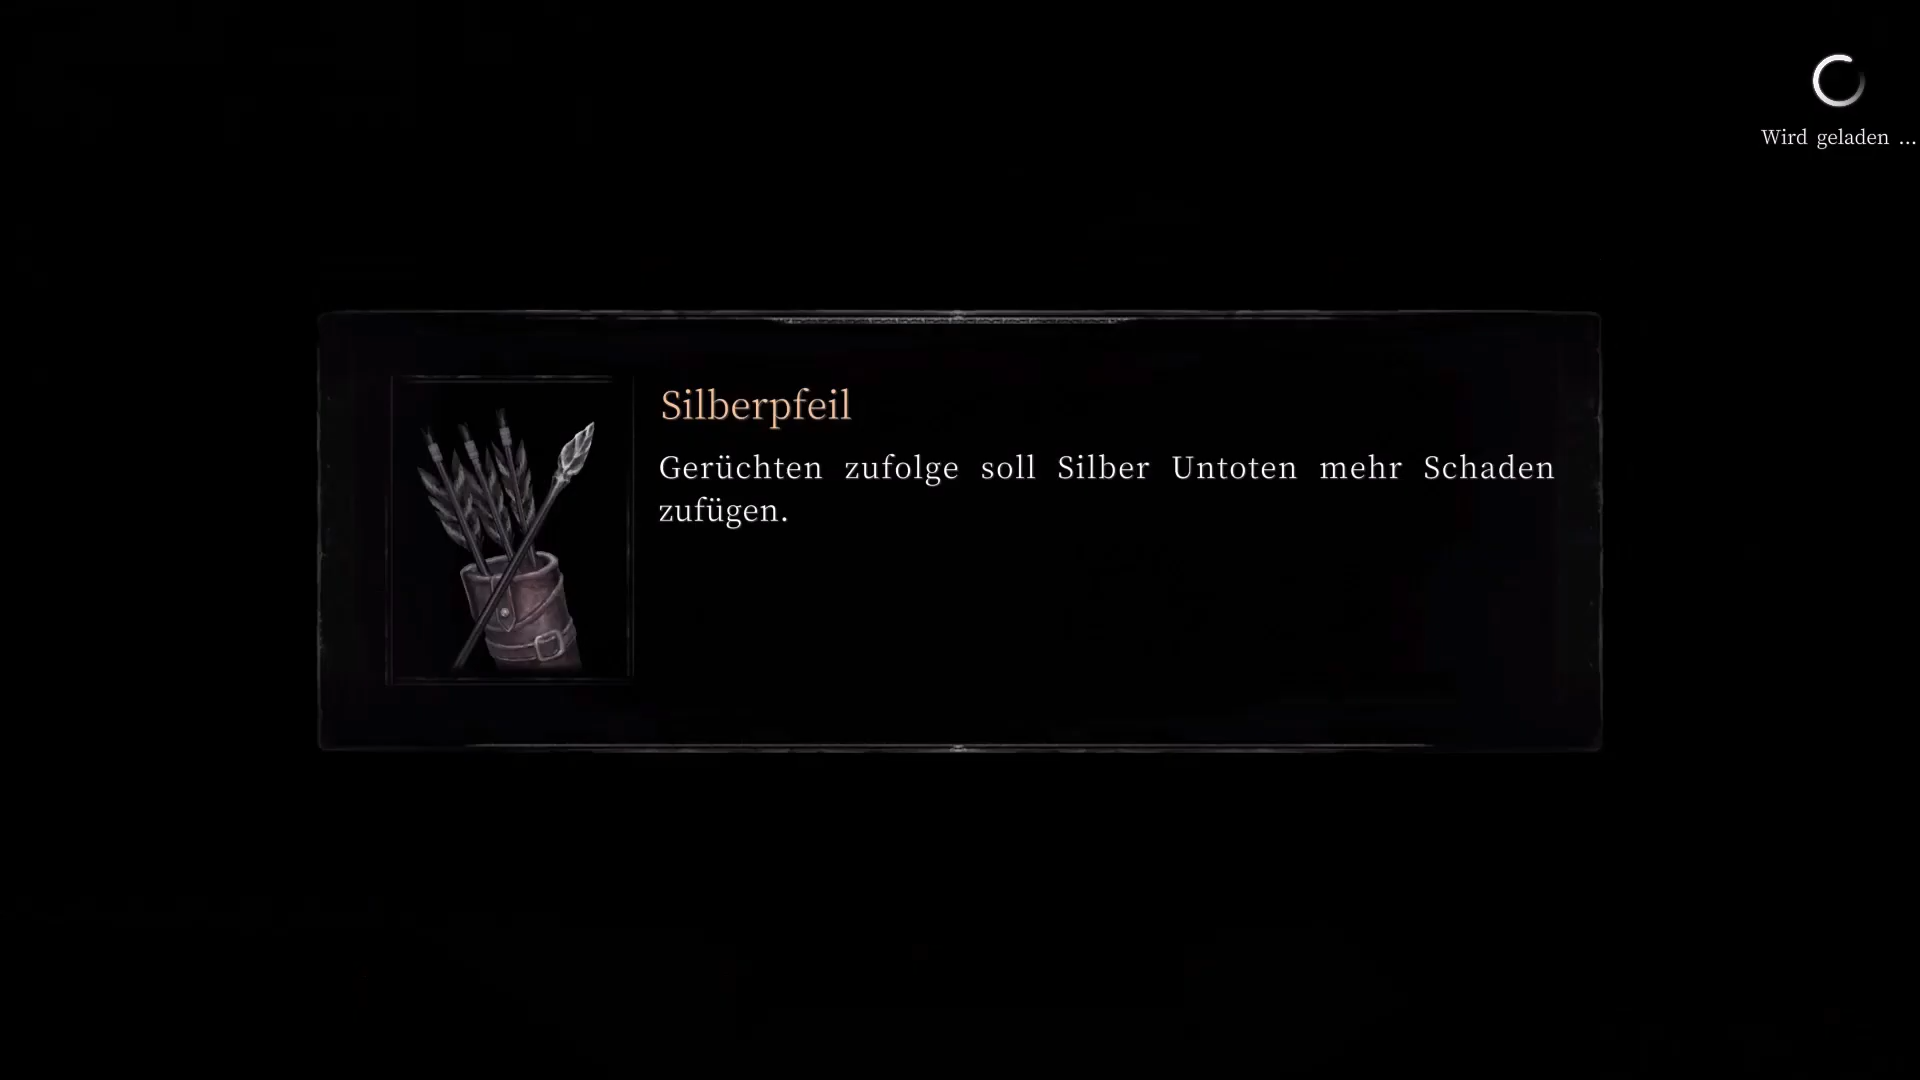 Wird geladen ...
Silberpfeil
Gerüchten zufolge soll Silber Untoten mehr Schaden
zufügen.